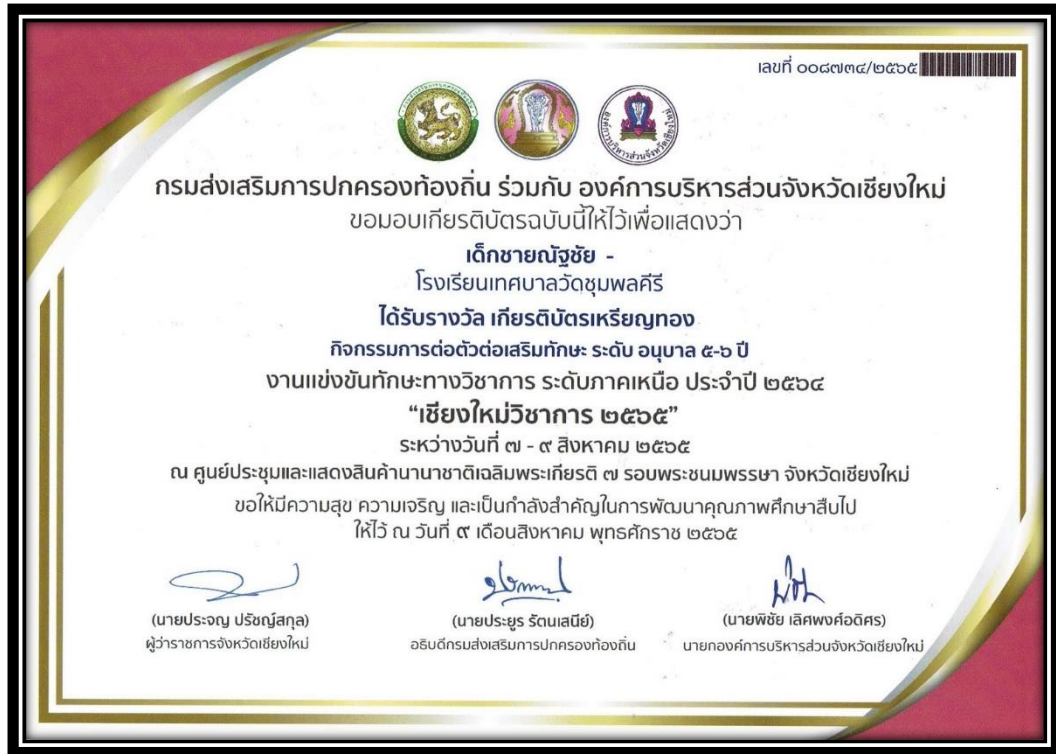 เลขที่ ๐๐๘๗๓๔/๒๕๖๕
องค์การบริหารส่วนจังหวัดเชียงใหม่
กรมส่งเสริมการปกครองท้องถิ่น ร่วมกับ องค์การบริหารส่วนจังหวัดเชียงใหม่
ขอมอบเกียรติบัตรฉบับนี้ให้ไว้เพื่อแสดงว่า
เด็กชายณัฐชัย -
โรงเรียนเทศบาลวัดชุมพลคีรี
ได้รับรางวัล เกียรติบัตรเหรียญทอง
กิจกรรมการต่อตัวต่อเสริมทักษะ ระดับ อนุบาล ๕-๖ ปี
งานแข่งขันทักษะทางวิชาการ ระดับภาคเหนือ ประจำปี ๒๕๖๔
“เชียงใหม่วิชาการ ๒๕๖๕”
ระหว่างวันที่ ๗ - ๙ สิงหาคม ๒๕๖๕
ณ ศูนย์ประชุมและแสดงสินค้านานาชาติเฉลิมพระเกียรติ ๗ รอบพระชนมพรรษา จังหวัดเชียงใหม่
ขอให้มีความสุข ความเจริญ และเป็นกำลังสำคัญในการพัฒนาคุณภาพศึกษาสืบไป
ให้ไว้ ณ วันที่ ๙ เดือนสิงหาคม พุทธศักราช ๒๕๖๕
(นายประจญ ปรัชญ์สกุล) (นายประยูร รัตนเสนีย์) (นายพิชัย เลิศพงศ์อดิศร)
ผู้ว่าราชการจังหวัดเชียงใหม่ อธิบดีกรมส่งเสริมการปกครองท้องถิ่น นายกองค์การบริหารส่วนจังหวัดเชียงใหม่